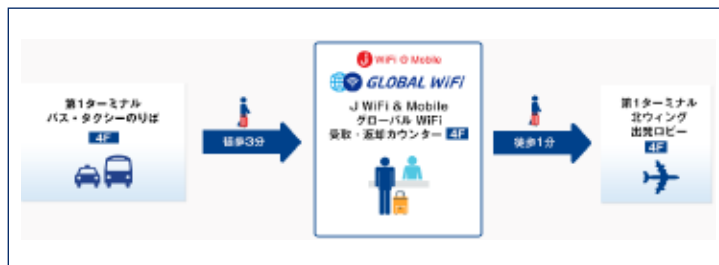 第1ターミナル
バス・タクシーのりば
4F
徒歩3分
J WiFi & Mobile
GLOBAL WiFi
J WiFi & Mobile
グローバル WiFi
受取・返却カウンター 4F
徒歩1分
第1ターミナル
北ウィング
出発ロビー
4F